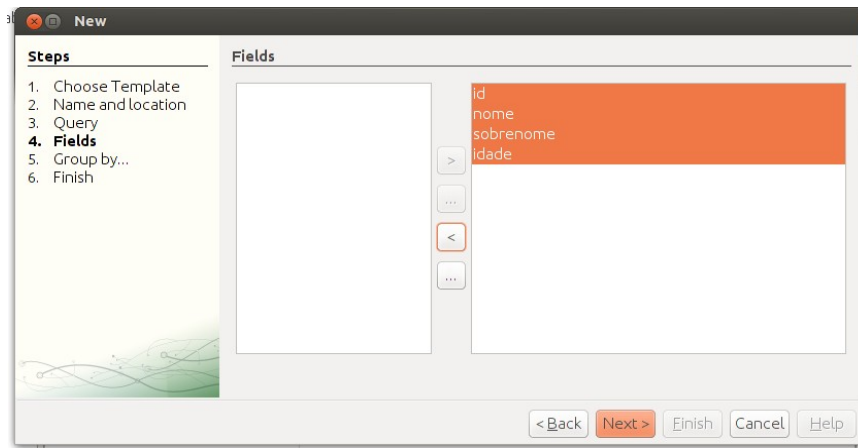 New
Steps
1. Choose Template
2. Name and location
3. Query
4. Fields
5. Group by...
6. Finish
Fields
id
nome
sobrenome
idade
>
...
<
...
< Back
Next >
Finish
Cancel
Help